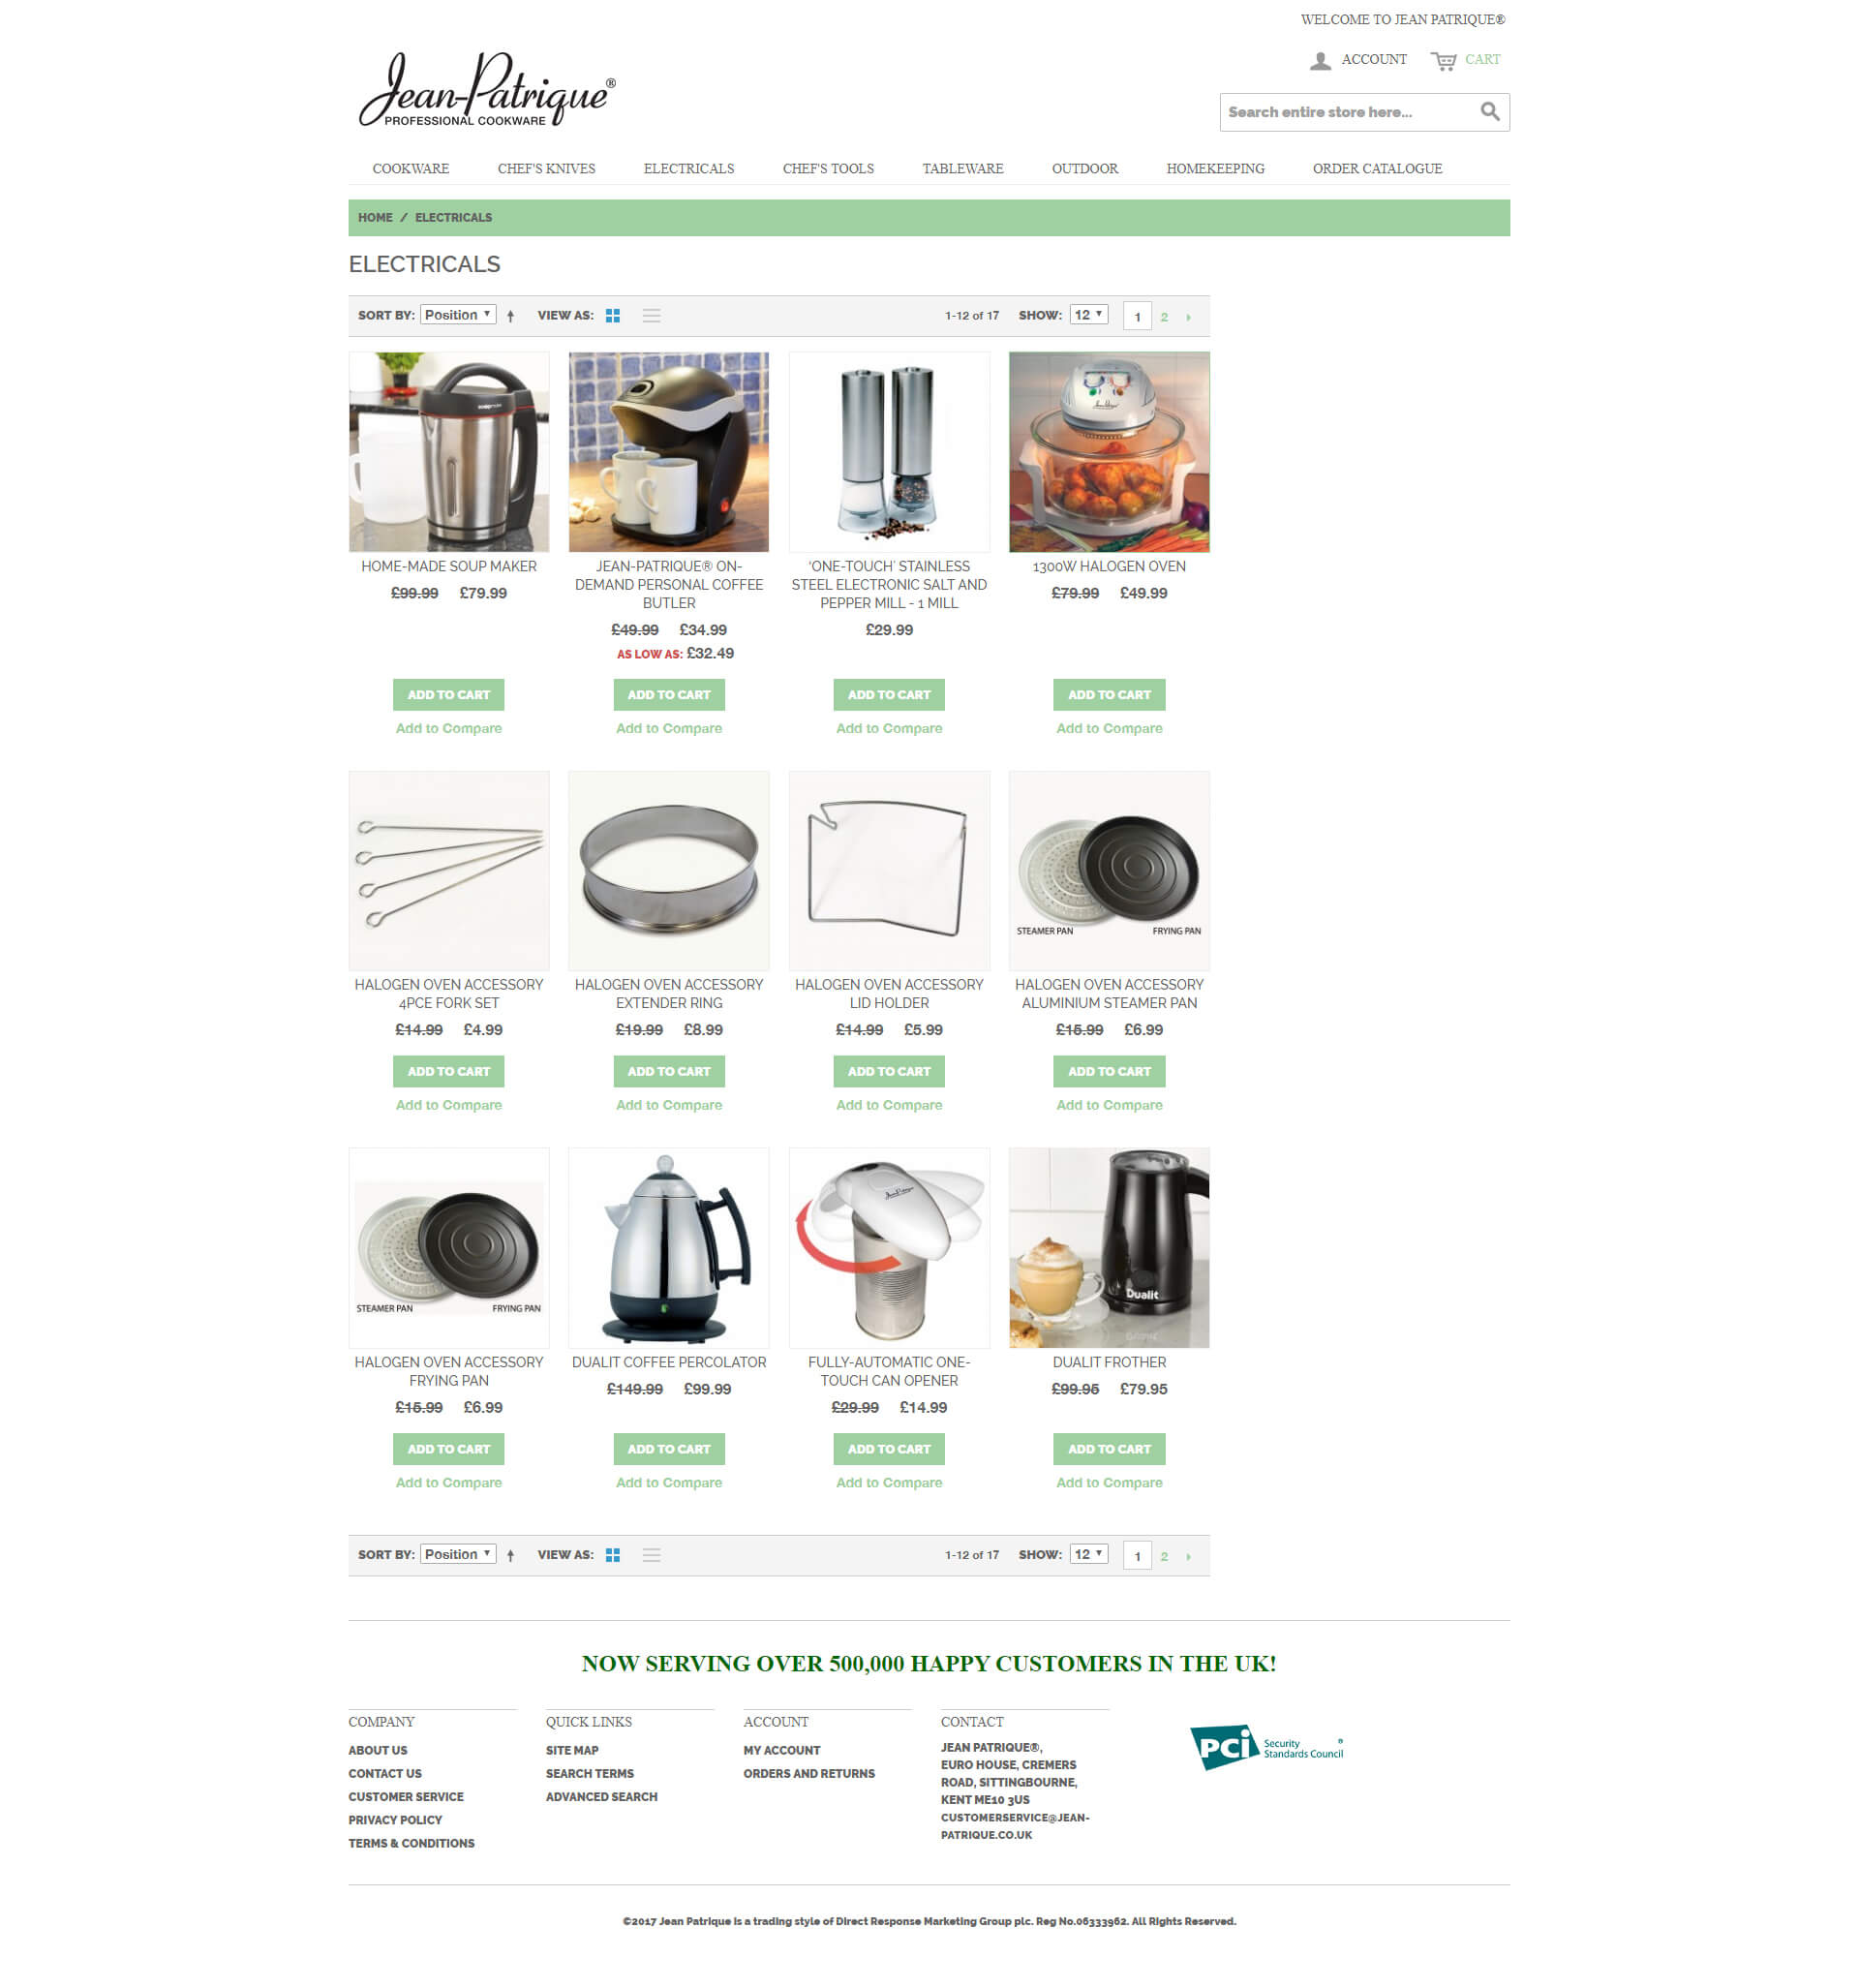 WELCOME TO JEAN PATRIQUE®
ACCOUNT CART
Jean-Patrique®
PROFESSIONAL COOKWARE
Search entire store here...
COOKWARE CHEF'S KNIVES ELECTRICALS CHEF'S TOOLS TABLEWARE OUTDOOR HOMEKEEPING ORDER CATALOGUE
HOME / ELECTRICALS
ELECTRICALS
SORT BY: Position VIEW AS: 1-12 of 17 SHOW: 12 1 2
soupmaker
Jean-Patrique
HOME-MADE SOUP MAKER
£99.99 £79.99
ADD TO CART
Add to Compare
JEAN-PATRIQUE® ON-
DEMAND PERSONAL COFFEE
BUTLER
£49.99 £34.99
AS LOW AS: £32.49
ADD TO CART
Add to Compare
‘ONE-TOUCH’ STAINLESS
STEEL ELECTRONIC SALT AND
PEPPER MILL - 1 MILL
£29.99
ADD TO CART
Add to Compare
1300W HALOGEN OVEN
£79.99 £49.99
ADD TO CART
Add to Compare
HALOGEN OVEN ACCESSORY
4PCE FORK SET
£14.99 £4.99
ADD TO CART
Add to Compare
HALOGEN OVEN ACCESSORY
EXTENDER RING
£19.99 £8.99
ADD TO CART
Add to Compare
HALOGEN OVEN ACCESSORY
LID HOLDER
£14.99 £5.99
ADD TO CART
Add to Compare
STEAMER PAN FRYING PAN
HALOGEN OVEN ACCESSORY
ALUMINIUM STEAMER PAN
£15.99 £6.99
ADD TO CART
Add to Compare
STEAMER PAN FRYING PAN
HALOGEN OVEN ACCESSORY
FRYING PAN
£15.99 £6.99
ADD TO CART
Add to Compare
DUALIT COFFEE PERCOLATOR
£149.99 £99.99
ADD TO CART
Add to Compare
Jean-Patrique
FULLY-AUTOMATIC ONE-
TOUCH CAN OPENER
£29.99 £14.99
ADD TO CART
Add to Compare
Dualit
DUALIT FROTHER
£99.95 £79.95
ADD TO CART
Add to Compare
SORT BY: Position VIEW AS: 1-12 of 17 SHOW: 12 1 2
NOW SERVING OVER 500,000 HAPPY CUSTOMERS IN THE UK!
COMPANY
ABOUT US
CONTACT US
CUSTOMER SERVICE
PRIVACY POLICY
TERMS & CONDITIONS
QUICK LINKS
SITE MAP
SEARCH TERMS
ADVANCED SEARCH
ACCOUNT
MY ACCOUNT
ORDERS AND RETURNS
CONTACT
JEAN PATRIQUE®,
EURO HOUSE, CREMERS
ROAD, SITTINGBOURNE,
KENT ME10 3US
CUSTOMERSERVICE@JEAN-
PATRIQUE.CO.UK
PCi Security ®
Standards Council
©2017 Jean Patrique is a trading style of Direct Response Marketing Group plc. Reg No.06333962. All Rights Reserved.